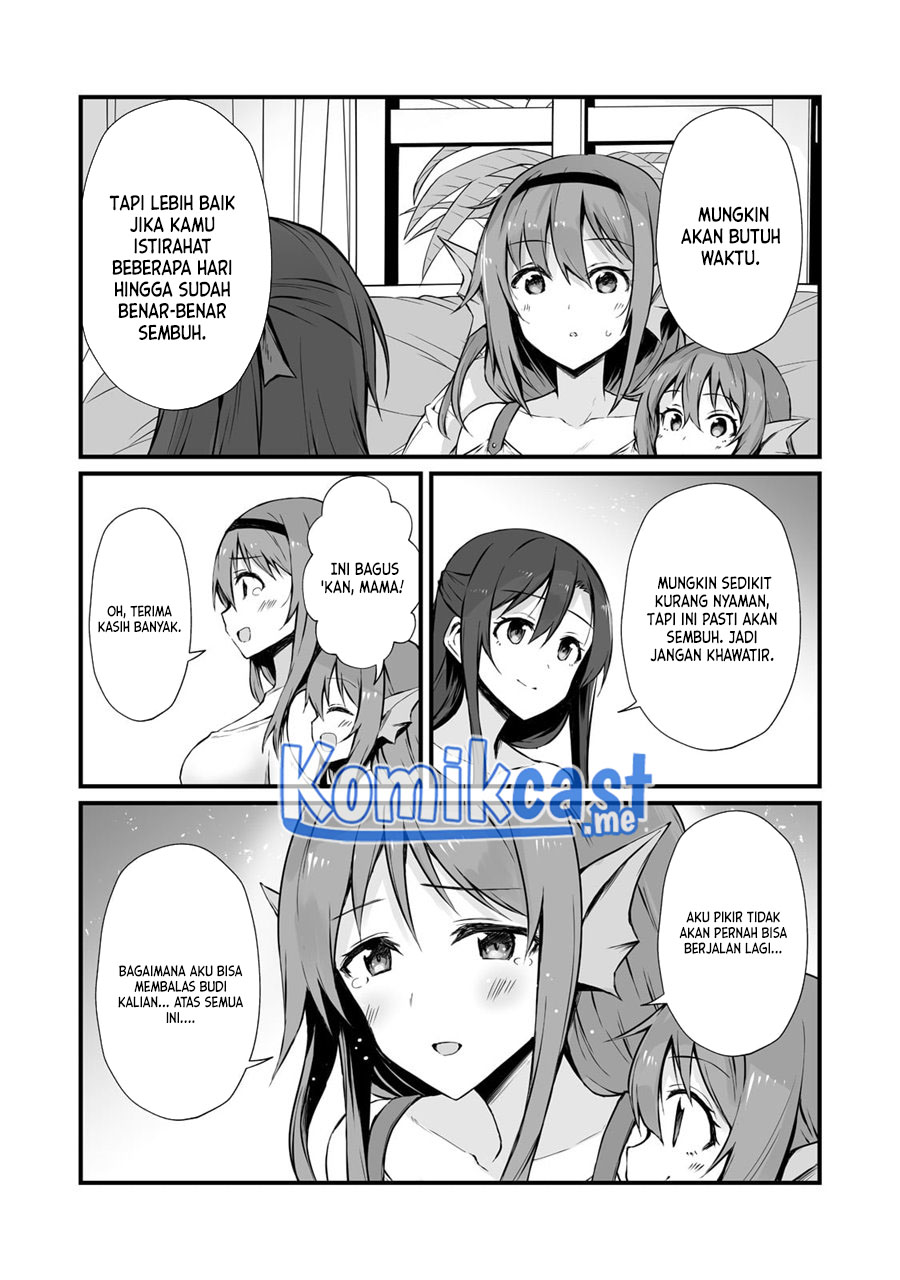 MUNGKIN
AKAN BUTUH
WAKTU.
TAPI LEBIH BAIK
JIKA KAMU
ISTIRAHAT
BEBERAPA HARI
HINGGA SUDAH
BENAR-BENAR
SEMBUH.
MUNGKIN SEDIKIT
KURANG NYAMAN,
TAPI INI PASTI AKAN
SEMBUH. JADI
JANGAN KHAWATIR.
INI BAGUS
'KAN, MAMA!
OH, TERIMA
KASIH BANYAK.
Komikcast
.me
AKU PIKIR TIDAK
AKAN PERNAH BISA
BERJALAN LAGI...
BAGAIMANA AKU BISA
MEMBALAS BUDI
KALIAN... ATAS SEMUA
INI....